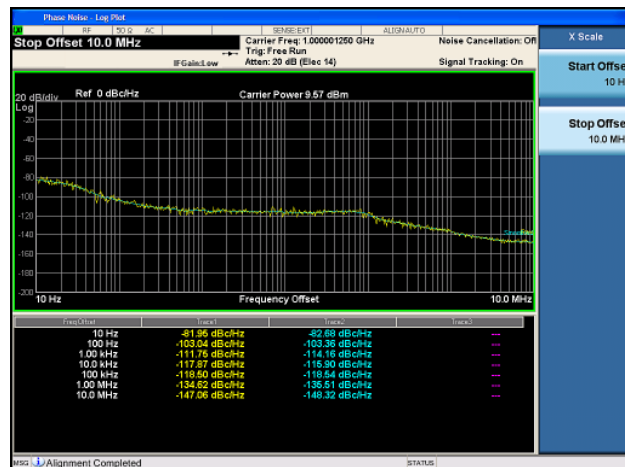 Phase Noise - Log Plot
RF 50 Ω AC SENSE:EXT ALIGNAUTO
Stop Offset 10.0 MHz
Carrier Freq: 1.000001250 GHz
Noise Cancellation: Off
Trig: Free Run
IFGain:Low
Atten: 20 dB (Elec 14)
Signal Tracking: On
20 dB/div
Ref 0 dBc/Hz
Carrier Power 9.57 dBm
Log
-20
-40
-60
-80
-100
-120
-140
-160
-180
-200
10 Hz
Frequency Offset
10.0 MHz
Freq Offset Trace1 Trace2 Trace3
10 Hz -81.95 dBc/Hz -82.68 dBc/Hz ---
100 Hz -103.04 dBc/Hz -103.36 dBc/Hz ---
1.00 kHz -111.75 dBc/Hz -114.16 dBc/Hz ---
10.0 kHz -117.87 dBc/Hz -115.90 dBc/Hz ---
100 kHz -118.50 dBc/Hz -118.54 dBc/Hz ---
1.00 MHz -134.62 dBc/Hz -135.51 dBc/Hz ---
10.0 MHz -147.06 dBc/Hz -148.32 dBc/Hz ---
MSG Alignment Completed
STATUS
X Scale
Start Offse
10 H
Stop Offse
10.0 MH